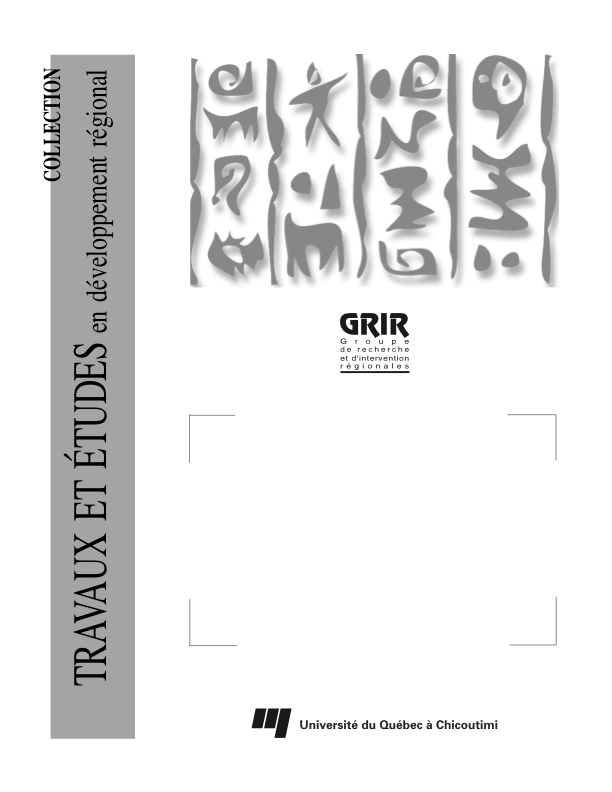 COLLECTION
TRAVAUX ET ÉTUDES en développement régional
GRIR
Groupe
de recherche
et d'intervention
régionales
Université du Québec à Chicoutimi